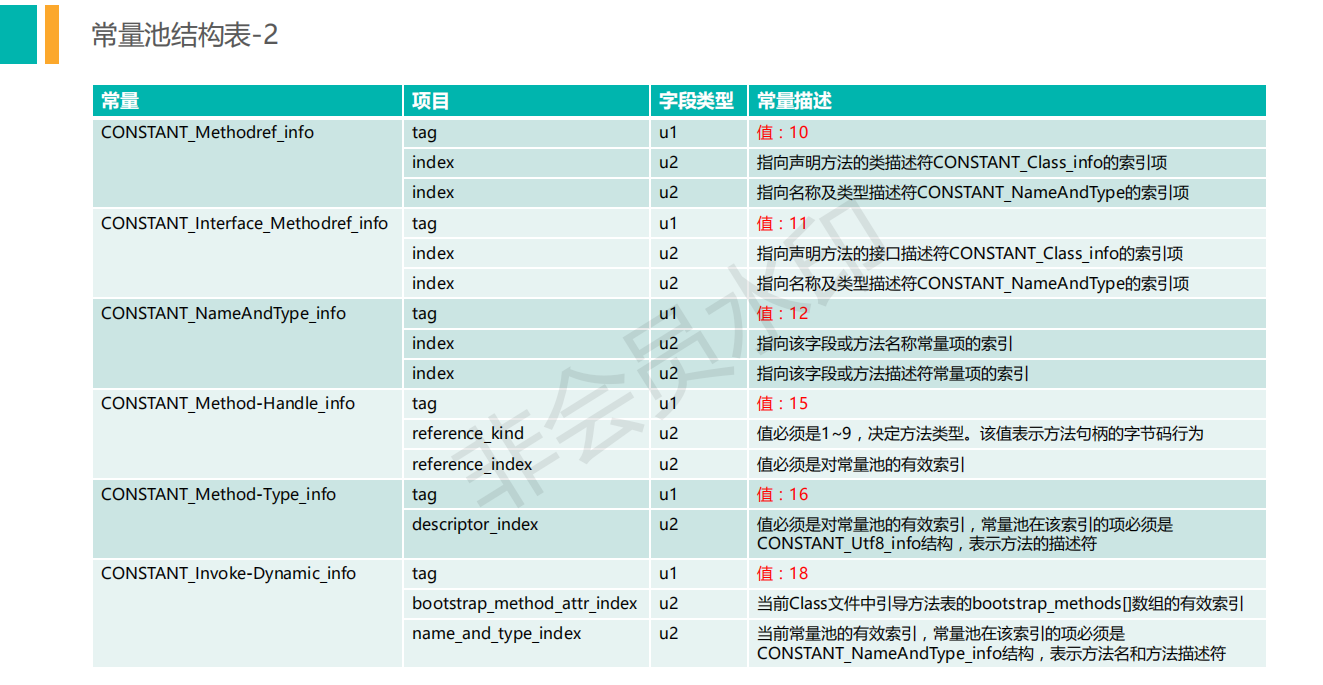 常量池结构表-2
常量 项目 字段类型 常量描述
CONSTANT_Methodref_info tag u1 值：10
index u2 指向声明方法的类描述符CONSTANT_Class_info的索引项
index u2 指向名称及类型描述符CONSTANT_NameAndType的索引项
CONSTANT_Interface_Methodref_info tag u1 值：11
index u2 指向声明方法的接口描述符CONSTANT_Class_info的索引项
index u2 指向名称及类型描述符CONSTANT_NameAndType的索引项
CONSTANT_NameAndType_info tag u1 值：12
index u2 指向该字段或方法名称常量项的索引
index u2 指向该字段或方法描述符常量项的索引
CONSTANT_Method-Handle_info tag u1 值：15
reference_kind u2 值必须是1~9，决定方法类型。该值表示方法句柄的字节码行为
reference_index u2 值必须是对常量池的有效索引
CONSTANT_Method-Type_info tag u1 值：16
descriptor_index u2 值必须是对常量池的有效索引，常量池在该索引的项必须是
CONSTANT_Utf8_info结构，表示方法的描述符
CONSTANT_Invoke-Dynamic_info tag u1 值：18
bootstrap_method_attr_index u2 当前Class文件中引导方法表的bootstrap_methods[]数组的有效索引
name_and_type_index u2 当前常量池的有效索引，常量池在该索引的项必须是
CONSTANT_NameAndType_info结构，表示方法名和方法描述符
非会员水印